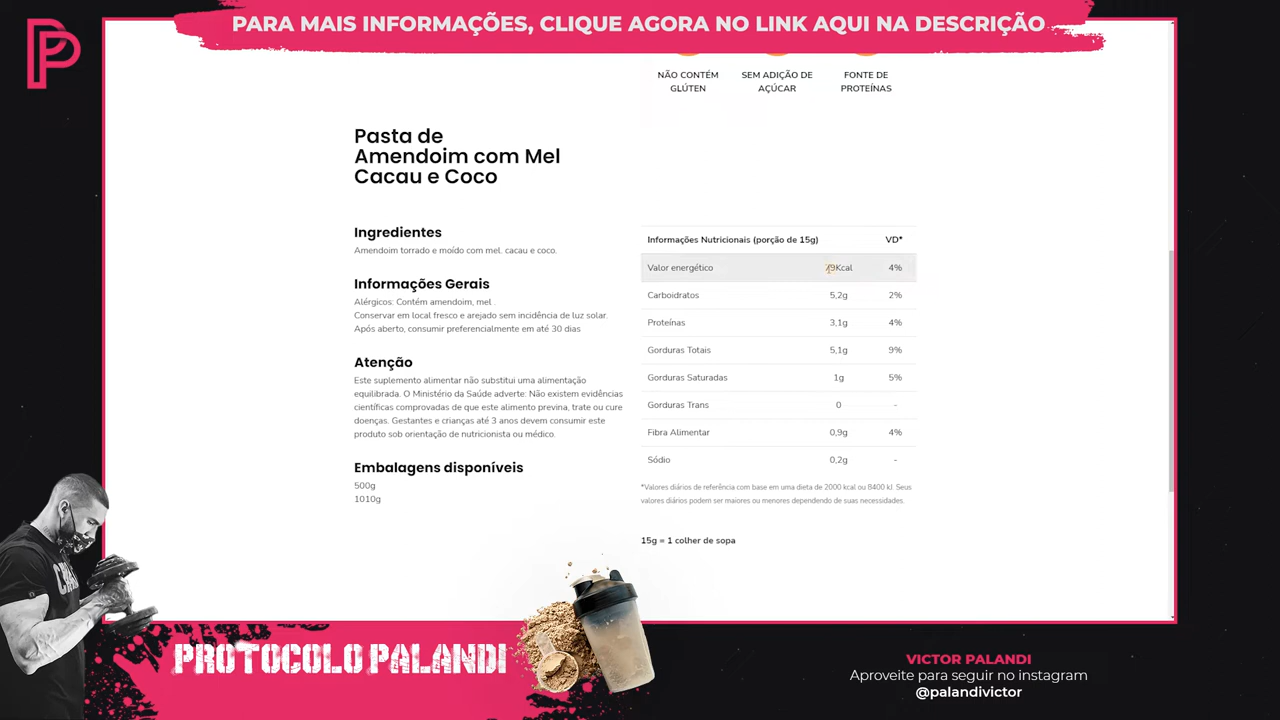 PARA MAIS INFORMAÇÕES, CLIQUE AGORA NO LINK AQUI NA DESCRIÇÃO
NÃO CONTÉM
GLÚTEN
SEM ADIÇÃO DE
AÇÚCAR
FONTE DE
PROTEÍNAS
Pasta de
Amendoim com Mel
Cacau e Coco
Ingredientes
Amendoim torrado e moído com mel. cacau e coco.
Informações Gerais
Alérgicos: Contém amendoim, mel .
Conservar em local fresco e arejado sem incidência de luz solar.
Após aberto, consumir preferencialmente em até 30 dias
Atenção
Este suplemento alimentar não substitui uma alimentação
equilibrada. O Ministério da Saúde adverte: Não existem evidências
científicas comprovadas de que este alimento previna, trate ou cure
doenças. Gestantes e crianças até 3 anos devem consumir este
produto sob orientação de nutricionista ou médico.
Embalagens disponíveis
500g
1010g
Informações Nutricionais (porção de 15g) VD*
Valor energético 79Kcal 4%
Carboidratos 5,2g 2%
Proteínas 3,1g 4%
Gorduras Totais 5,1g 9%
Gorduras Saturadas 1g 5%
Gorduras Trans 0 -
Fibra Alimentar 0,9g 4%
Sódio 0,2g -
*Valores diários de referência com base em uma dieta de 2000 kcal ou 8400 kJ. Seus
valores diários podem ser maiores ou menores dependendo de suas necessidades.
15g = 1 colher de sopa
PROTOCOLO PALANDI
VICTOR PALANDI
Aproveite para seguir no instagram
@palandivictor